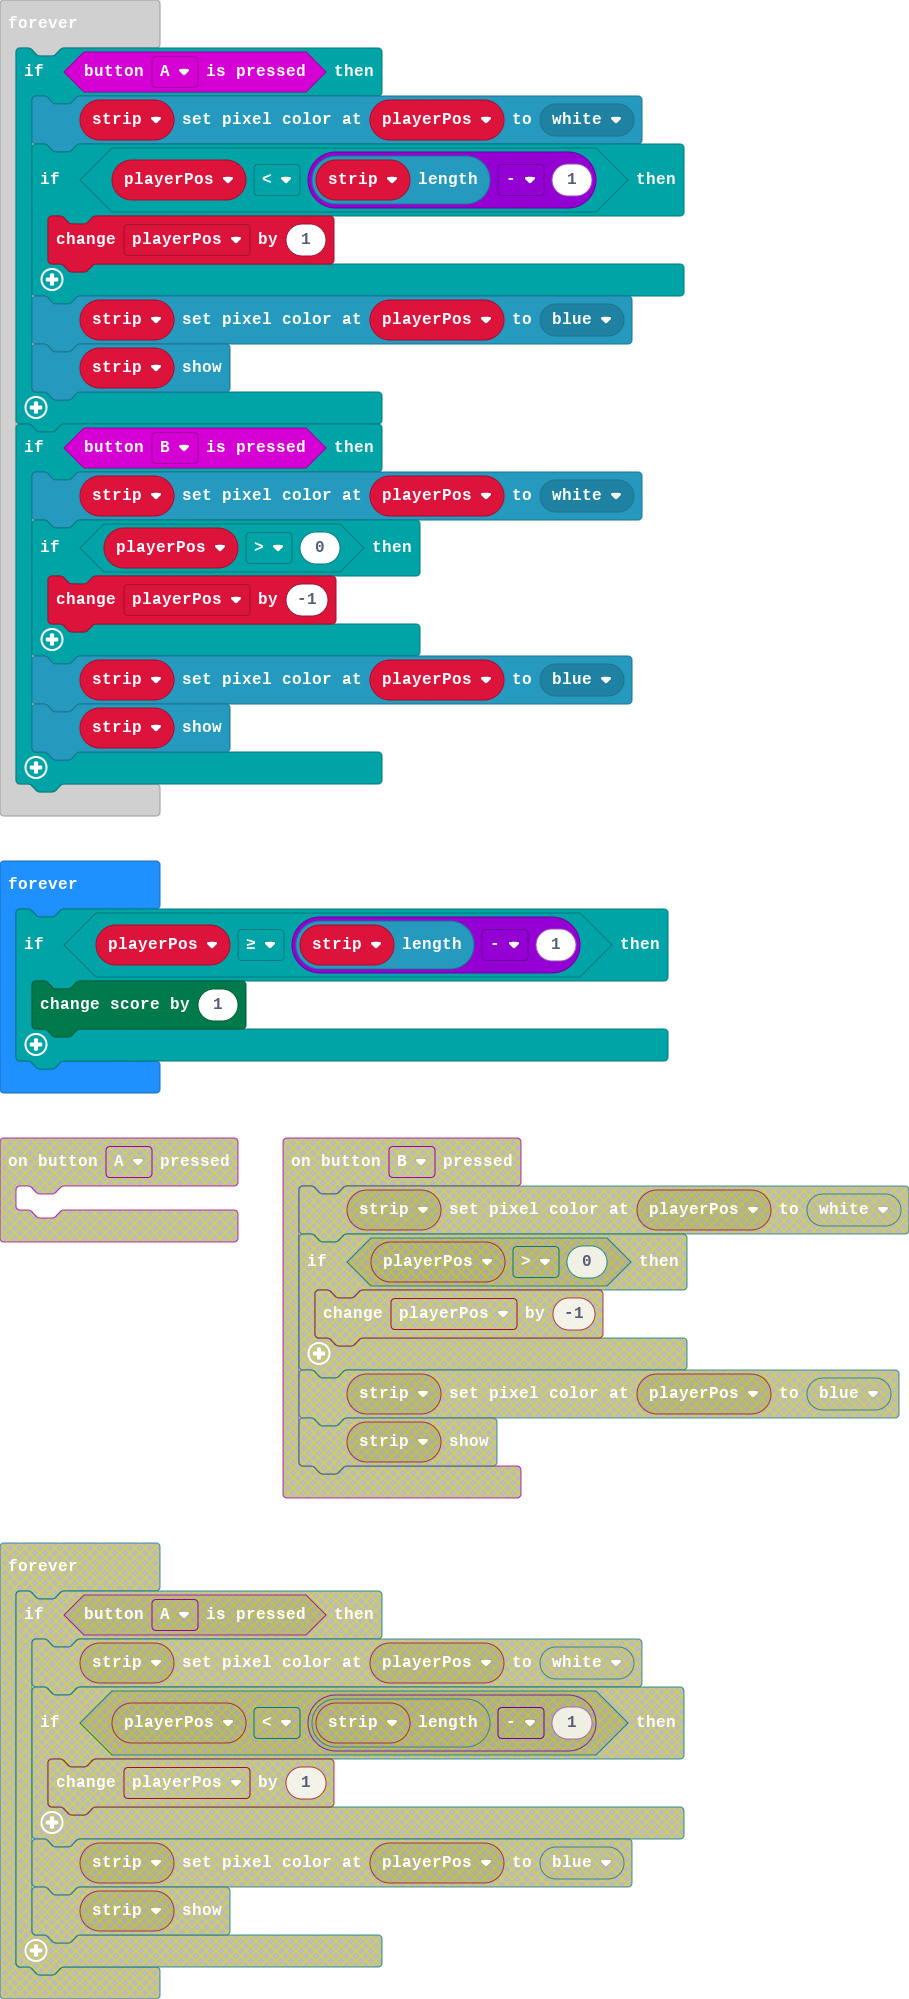 forever
if button A is pressed then
strip set pixel color at playerPos to white
if playerPos < strip length - 1 then
change playerPos by 1
strip set pixel color at playerPos to blue
strip show
if button B is pressed then
strip set pixel color at playerPos to white
if playerPos > 0 then
change playerPos by -1
strip set pixel color at playerPos to blue
strip show
forever
if playerPos ≥ strip length - 1 then
change score by 1
on button A pressed
on button B pressed
strip set pixel color at playerPos to white
if playerPos > 0 then
change playerPos by -1
strip set pixel color at playerPos to blue
strip show
forever
if button A is pressed then
strip set pixel color at playerPos to white
if playerPos < strip length - 1 then
change playerPos by 1
strip set pixel color at playerPos to blue
strip show